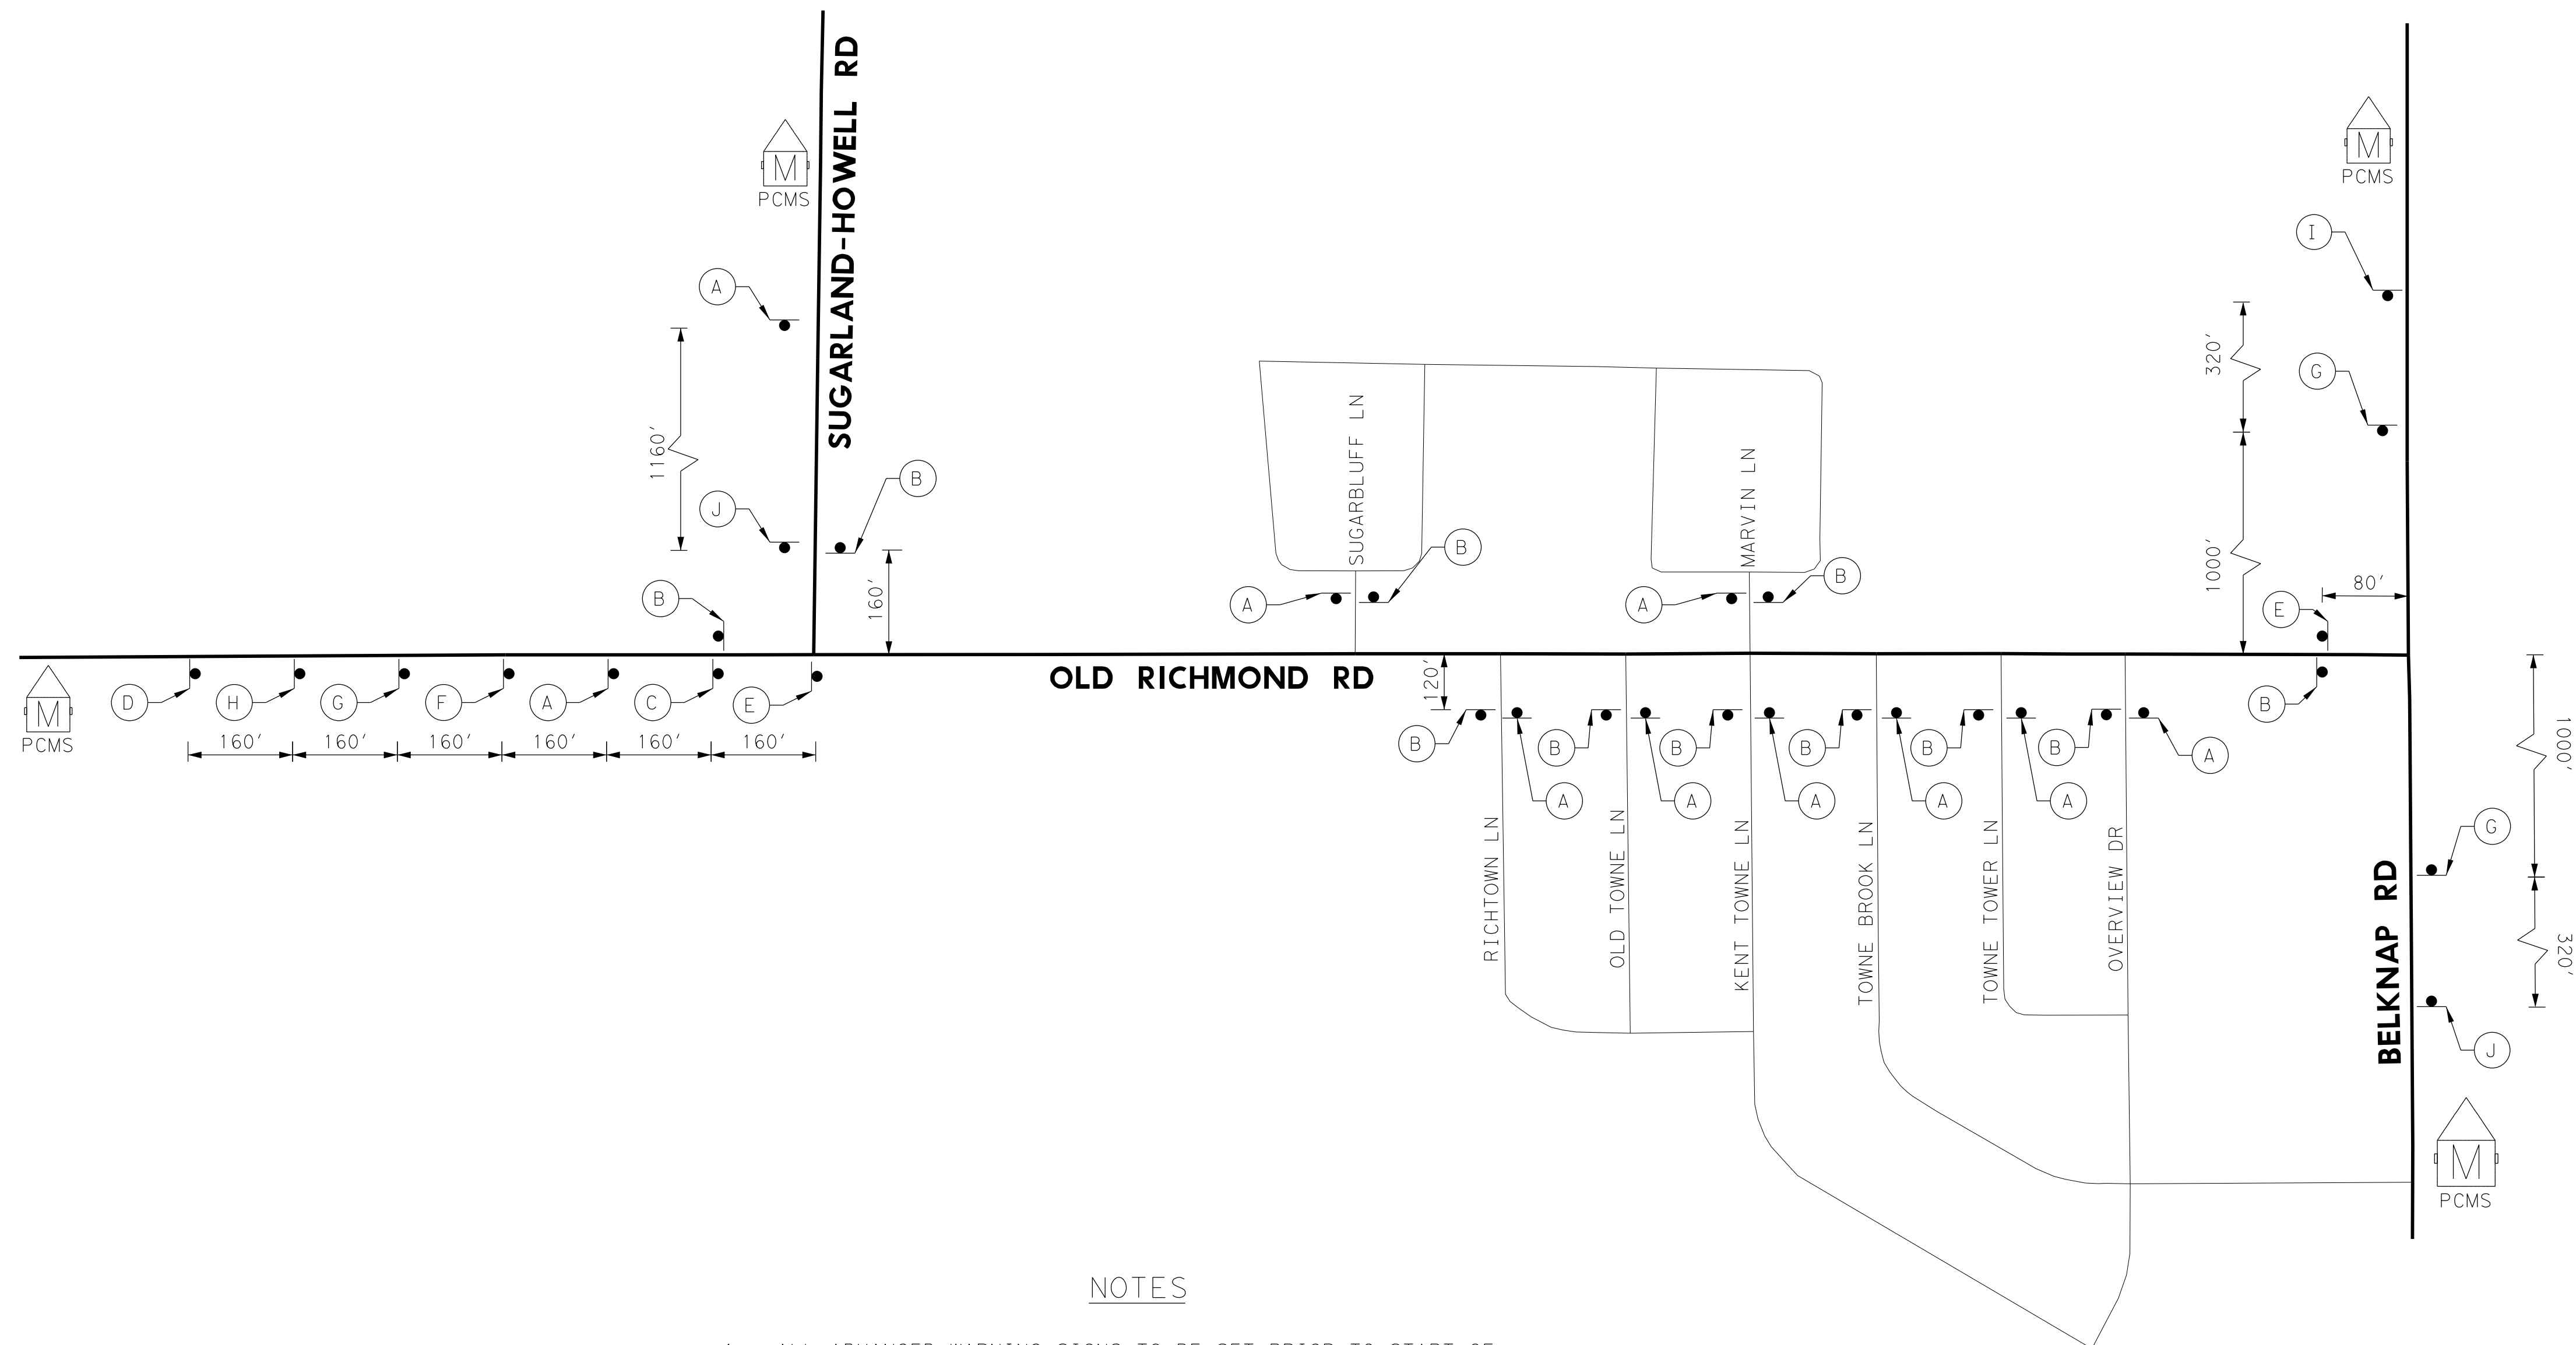 SUGARLAND-HOWELL RD
M
PCMS
M
PCMS
I
A
320'
G
1160'
J
B
SUGARBLUFF LN
MARVIN LN
1000'
B
160'
A
B
A
B
80'
E
OLD RICHMOND RD
M
PCMS
D
H
G
F
A
C
E
160'
160'
160'
160'
160'
160'
120'
B
B
B
B
B
B
A
B
A
A
A
A
A
1000'
G
320'
J
RICHTOWN LN
OLD TOWNE LN
KENT TOWNE LN
TOWNE BROOK LN
TOWNE TOWER LN
OVERVIEW DR
BELKNAP RD
M
PCMS
NOTES